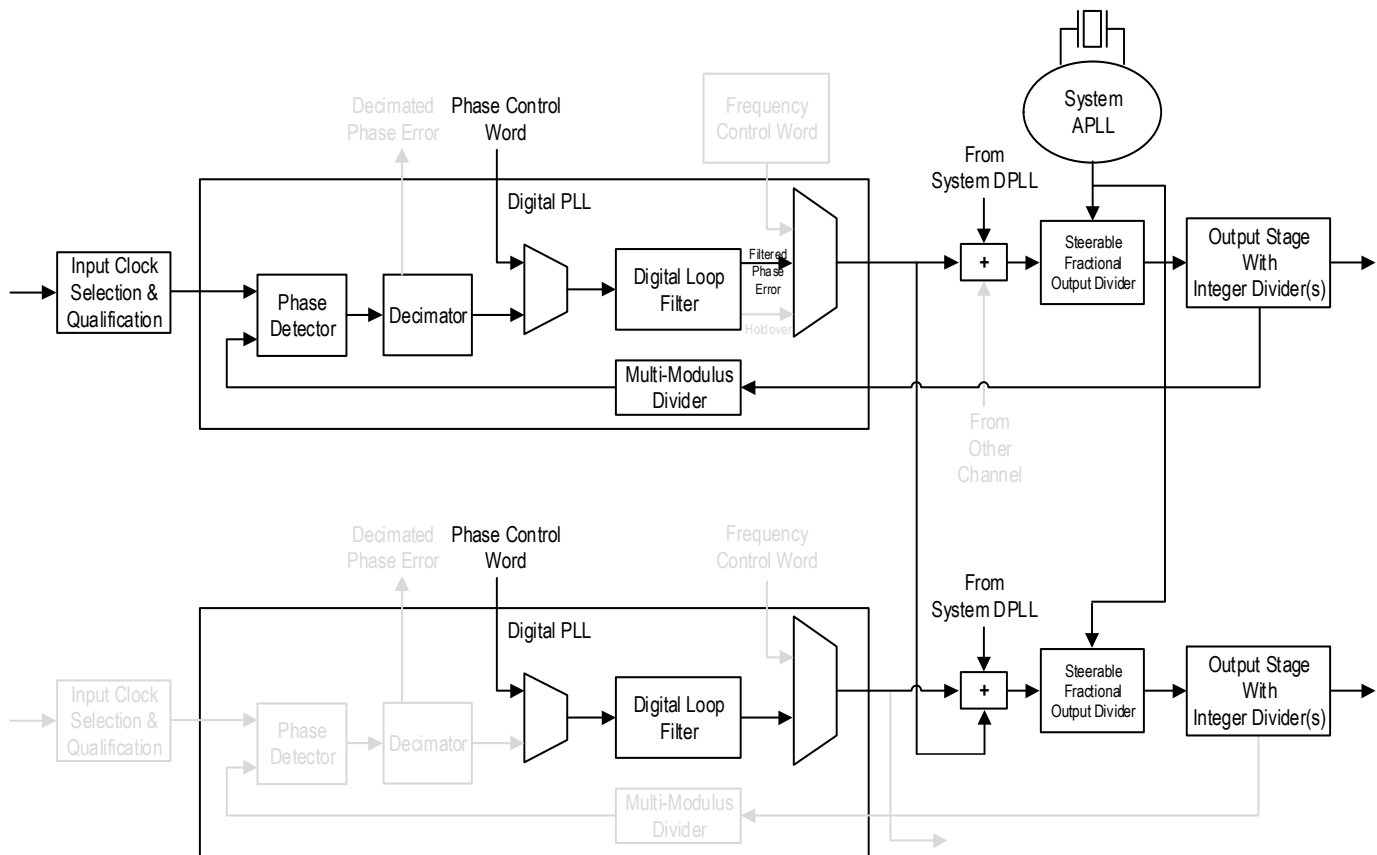 System
APLL
Decimated
Phase Error
Phase Control
Word
Frequency
Control Word
From
System DPLL
Digital PLL
Input Clock
Selection &
Qualification
Phase
Detector
Decimator
Digital Loop
Filter
Filtered
Phase
Error
Holdover
+
Steerable
Fractional
Output Divider
Output Stage
With
Integer Divider(s)
Multi-Modulus
Divider
From
Other
Channel
Decimated
Phase Error
Phase Control
Word
Frequency
Control Word
From
System DPLL
Digital PLL
Input Clock
Selection &
Qualification
Phase
Detector
Decimator
Digital Loop
Filter
+
Steerable
Fractional
Output Divider
Output Stage
With
Integer Divider(s)
Multi-Modulus
Divider